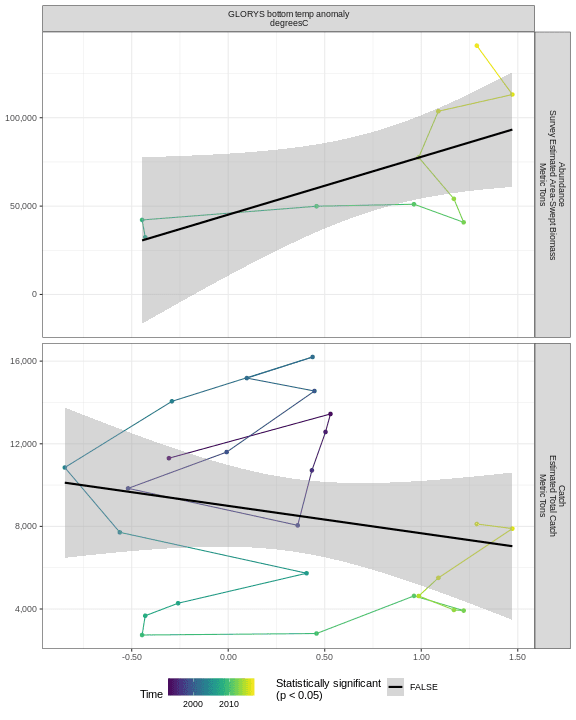 GLORYS bottom temp anomaly
degreesC
100,000
50,000
0
Abundance
Survey Estimated Area-Swept Biomass
Metric Tons
16,000
12,000
8,000
4,000
Catch
Estimated Total Catch
Metric Tons
-0.50 0.00 0.50 1.00 1.50
Time
2000 2010
Statistically significant
(p < 0.05)
FALSE